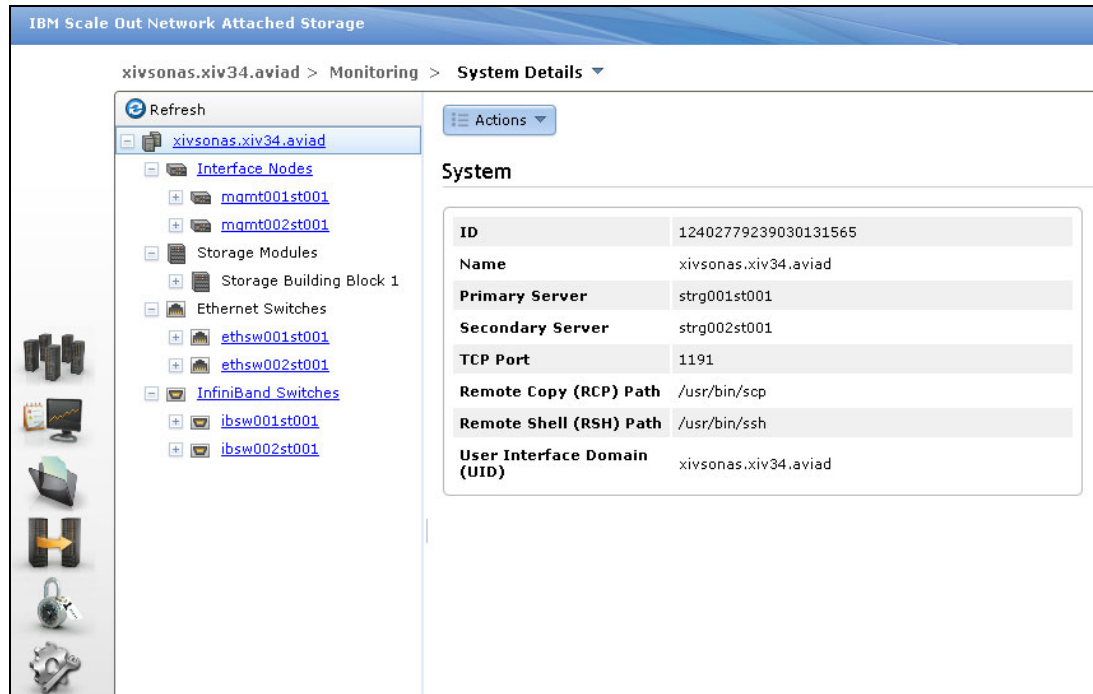 IBM Scale Out Network Attached Storage
xivsonas.xiv34.aviad > Monitoring > System Details
Refresh
xivsonas.xiv34.aviad
Interface Nodes
mgmt001st001
mgmt002st001
Storage Modules
Storage Building Block 1
Ethernet Switches
ethsw001st001
ethsw002st001
InfiniBand Switches
ibsw001st001
ibsw002st001
Actions
System
ID 12402779239030131565
Name xivsonas.xiv34.aviad
Primary Server strg001st001
Secondary Server strg002st001
TCP Port 1191
Remote Copy (RCP) Path /usr/bin/scp
Remote Shell (RSH) Path /usr/bin/ssh
User Interface Domain
(UID) xivsonas.xiv34.aviad